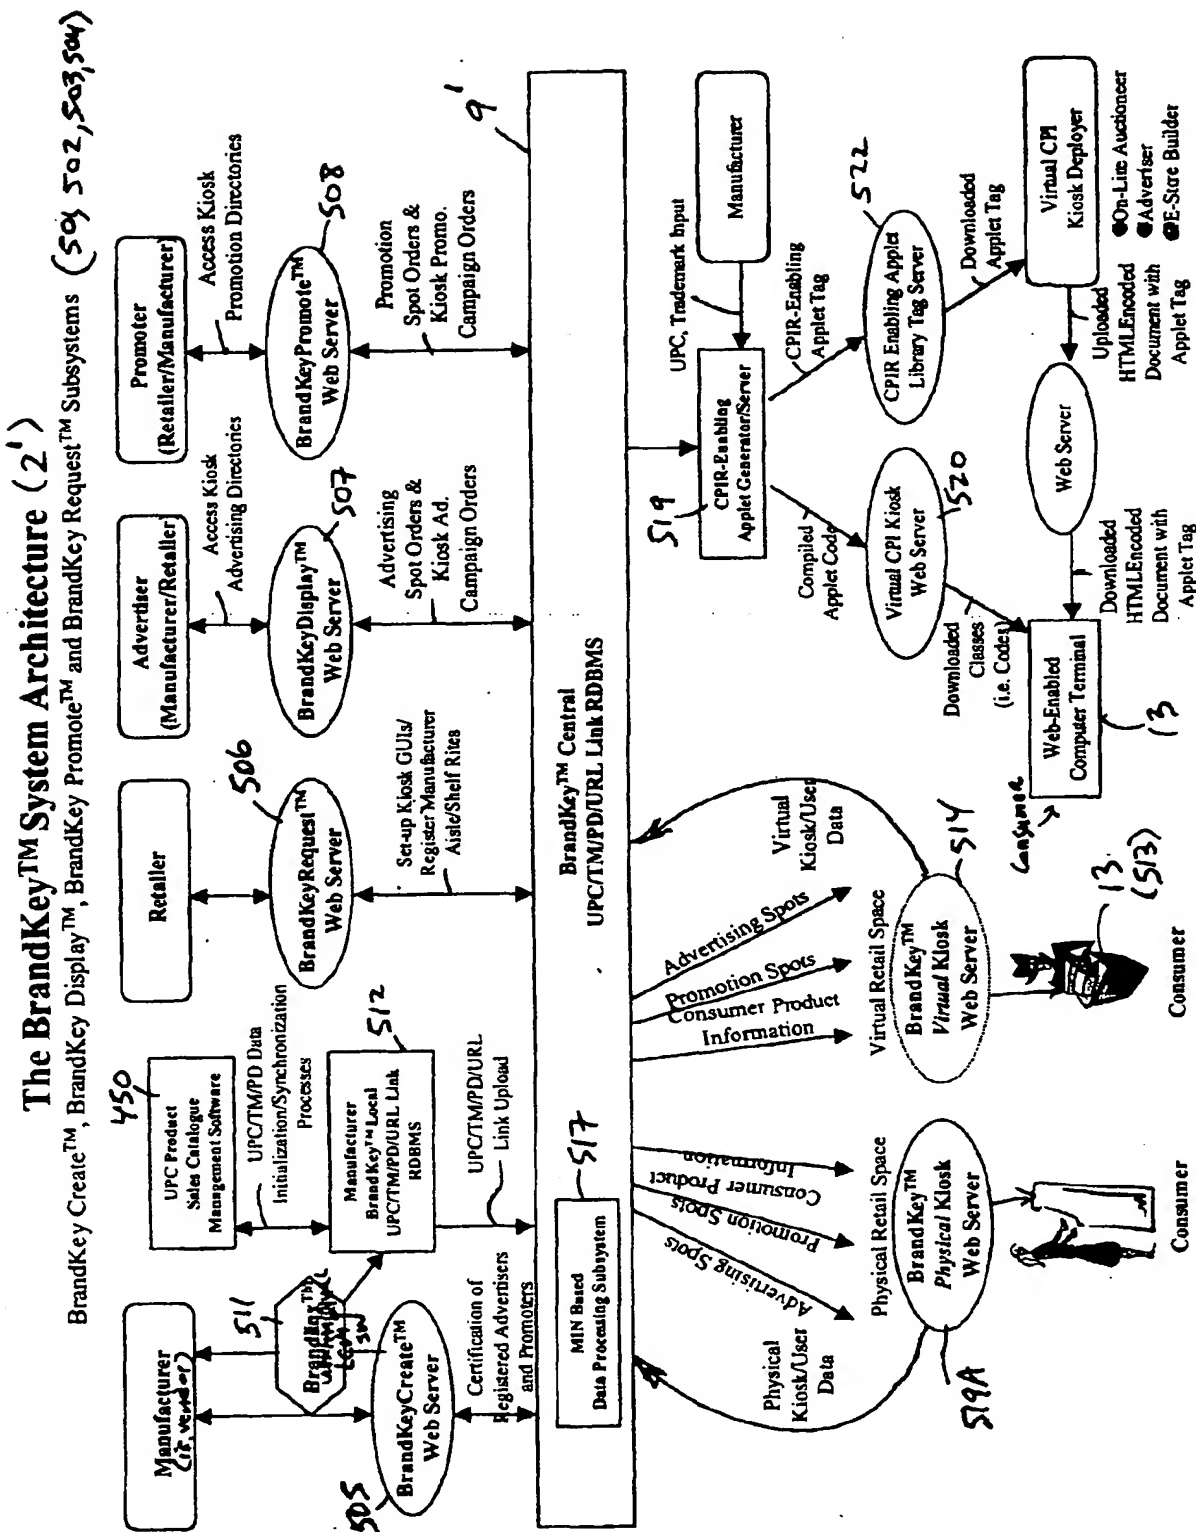 The BrandKey™ System Architecture (2')
BrandKey Create™, BrandKey Display™, BrandKey Promote™ and BrandKey Request™ Subsystems (501, 502, 503, 504)
Manufacturer
(ie. vendor)
511
BrandKey™
505
BrandKeyCreate™
Web Server
Certification of
Registered Advertisers
and Promoters
450
UPC Product
Sales Catalogue
Management Software
UPC/TM/PD Data
Initialization/Synchronization
Processes
512
Manufacturer
BrandKey™ Local
UPC/TM/PD/URL Link
RDBMS
UPC/TM/PD/URL
Link Upload
Retailer
506
BrandKeyRequest™
Web Server
Set-up Kiosk GUIs/
Register Manufacturer
Aisle/Shelf Rites
Advertiser
(Manufacturer/Retailer)
Access Kiosk
Advertising Directories
507
BrandKeyDisplay™
Web Server
Advertising
Spot Orders &
Kiosk Ad.
Campaign Orders
Promoter
(Retailer/Manufacturer)
Access Kiosk
Promotion Directories
508
BrandKeyPromote™
Web Server
Promotion
Spot Orders &
Kiosk Promo.
Campaign Orders
9'
BrandKey™ Central
UPC/TM/PD/URL Link RDBMS
MIN Based
Data Processing Subsystem
517
Physical
Kiosk/User
Data
Advertising Spots
Promotion Spots
Consumer Product
Information
Physical Retail Space
BrandKey™
Physical Kiosk
Web Server
519A
Consumer
Advertising Spots
Promotion Spots
Consumer Product
Information
Virtual
Kiosk/User
Data
Virtual Retail Space
BrandKey™
Virtual Kiosk
Web Server
514
13
(513)
Consumer
519
CPIR-Enabling
Applet Generator/Server
UPC, Trademark Input
Manufacturer
Compiled
Applet Code
CPIR-Enabling
Applet Tag
Virtual CPI Kiosk
Web Server
520
CPIR Enabling Applet
Library Tag Server
522
Downloaded
Classes
(i.e. Codes)
Downloaded
Applet Tag
Consumer
Web-Enabled
Computer Terminal
13
Downloaded
HTMLEncoded
Document with
Applet Tag
Web Server
Uploaded
HTMLEncoded
Document with
Applet Tag
Virtual CPI
Kiosk Deployer
On-Line Auctioneer
Advertiser
E-Store Builder